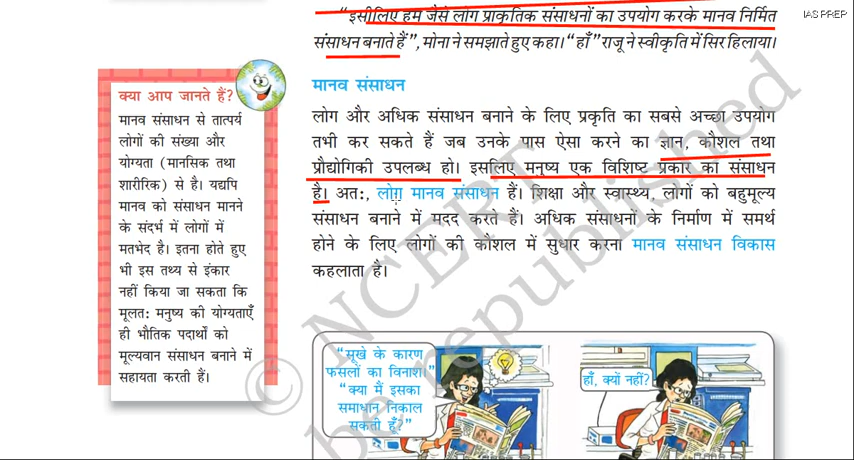 IAS PREP
"इसीलिए हम जैसे लोग प्राकृतिक संसाधनों का उपयोग करके मानव निर्मित
संसाधन बनाते हैं", मोना ने समझाते हुए कहा। "हाँ" राजू ने स्वीकृति में सिर हिलाया।
मानव संसाधन
लोग और अधिक संसाधन बनाने के लिए प्रकृति का सबसे अच्छा उपयोग
तभी कर सकते हैं जब उनके पास ऐसा करने का ज्ञान, कौशल तथा
प्रौद्योगिकी उपलब्ध हो। इसलिए मनुष्य एक विशिष्ट प्रकार का संसाधन
है। अत:, लोग मानव संसाधन हैं। शिक्षा और स्वास्थ्य, लोगों को बहुमूल्य
संसाधन बनाने में मदद करते हैं। अधिक संसाधनों के निर्माण में समर्थ
होने के लिए लोगों की कौशल में सुधार करना मानव संसाधन विकास
कहलाता है।
क्या आप जानते हैं?
मानव संसाधन से तात्पर्य
लोगों की संख्या और
योग्यता (मानसिक तथा
शारीरिक) से है। यद्यपि
मानव को संसाधन मानने
के संदर्भ में लोगों में
मतभेद है। इतना होते हुए
भी इस तथ्य से इंकार
नहीं किया जा सकता कि
मूलत: मनुष्य की योग्यताएँ
ही भौतिक पदार्थों को
मूल्यवान संसाधन बनाने में
सहायता करती हैं।
"सूखे के कारण
फसलों का विनाश।"
"क्या मैं इसका
समाधान निकाल
सकती हूँ?"
हाँ, क्यों नहीं?
© NCERT
be republished